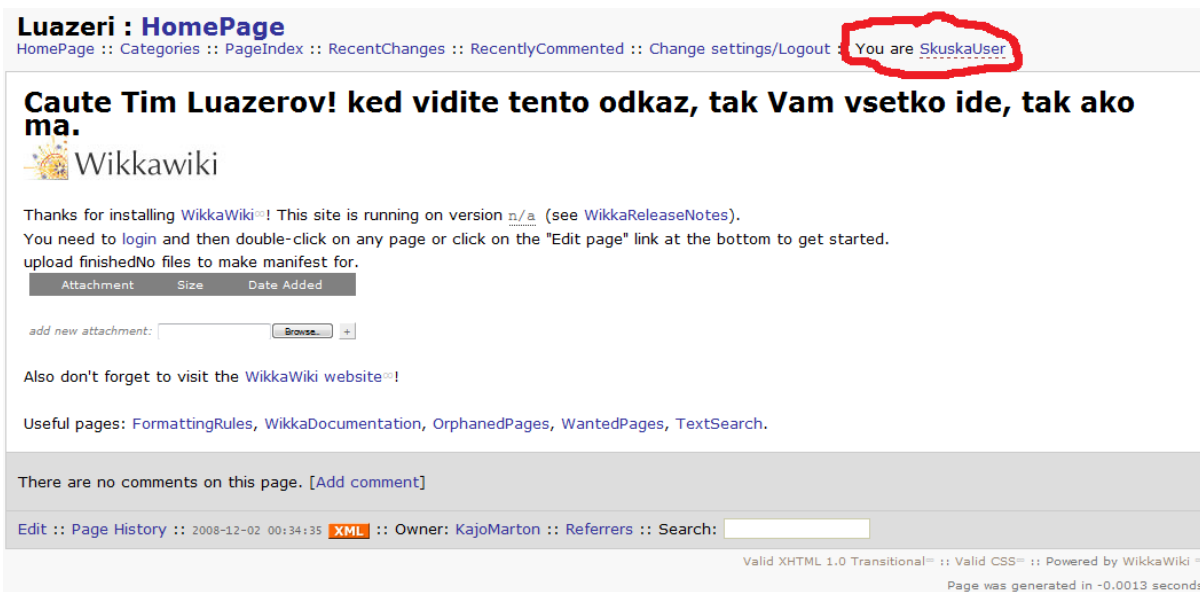 Luazeri : HomePage
HomePage :: Categories :: PageIndex :: RecentChanges :: RecentlyCommented :: Change settings/Logout :: You are SkuskaUser
Caute Tim Luazerov! ked vidite tento odkaz, tak Vam vsetko ide, tak ako
ma.
Wikkawiki
Thanks for installing WikkaWiki! This site is running on version n/a (see WikkaReleaseNotes).
You need to login and then double-click on any page or click on the "Edit page" link at the bottom to get started.
upload finishedNo files to make manifest for.
Attachment Size Date Added
add new attachment: Browse... +
Also don't forget to visit the WikkaWiki website!
Useful pages: FormattingRules, WikkaDocumentation, OrphanedPages, WantedPages, TextSearch.
There are no comments on this page. [Add comment]
Edit :: Page History :: 2008-12-02 00:34:35 XML :: Owner: KajoMarton :: Referrers :: Search:
Valid XHTML 1.0 Transitional :: Valid CSS :: Powered by WikkaWiki
Page was generated in -0.0013 seconds